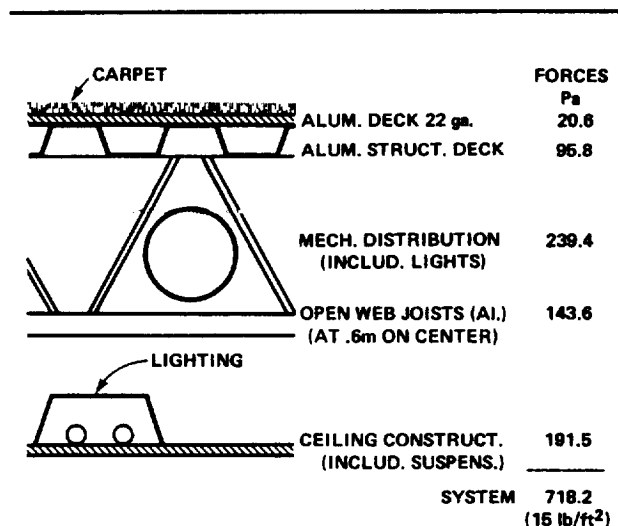 CARPET
FORCES
Pa
ALUM. DECK 22 ga. 20.6
ALUM. STRUCT. DECK 95.8
MECH. DISTRIBUTION 239.4
(INCLUD. LIGHTS)
OPEN WEB JOISTS (Al.) 143.6
(AT .6m ON CENTER)
LIGHTING
CEILING CONSTRUCT. 191.5
(INCLUD. SUSPENS.)
SYSTEM 718.2
(15 lb/ft²)